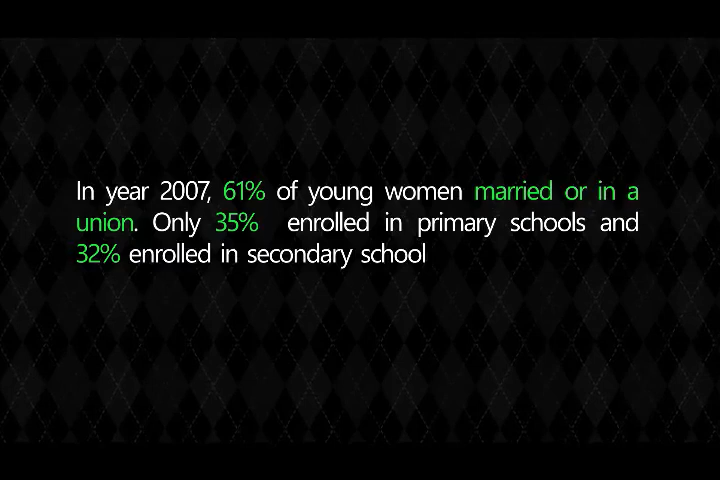 In year 2007, 61% of young women married or in a
union. Only 35% enrolled in primary schools and
32% enrolled in secondary school